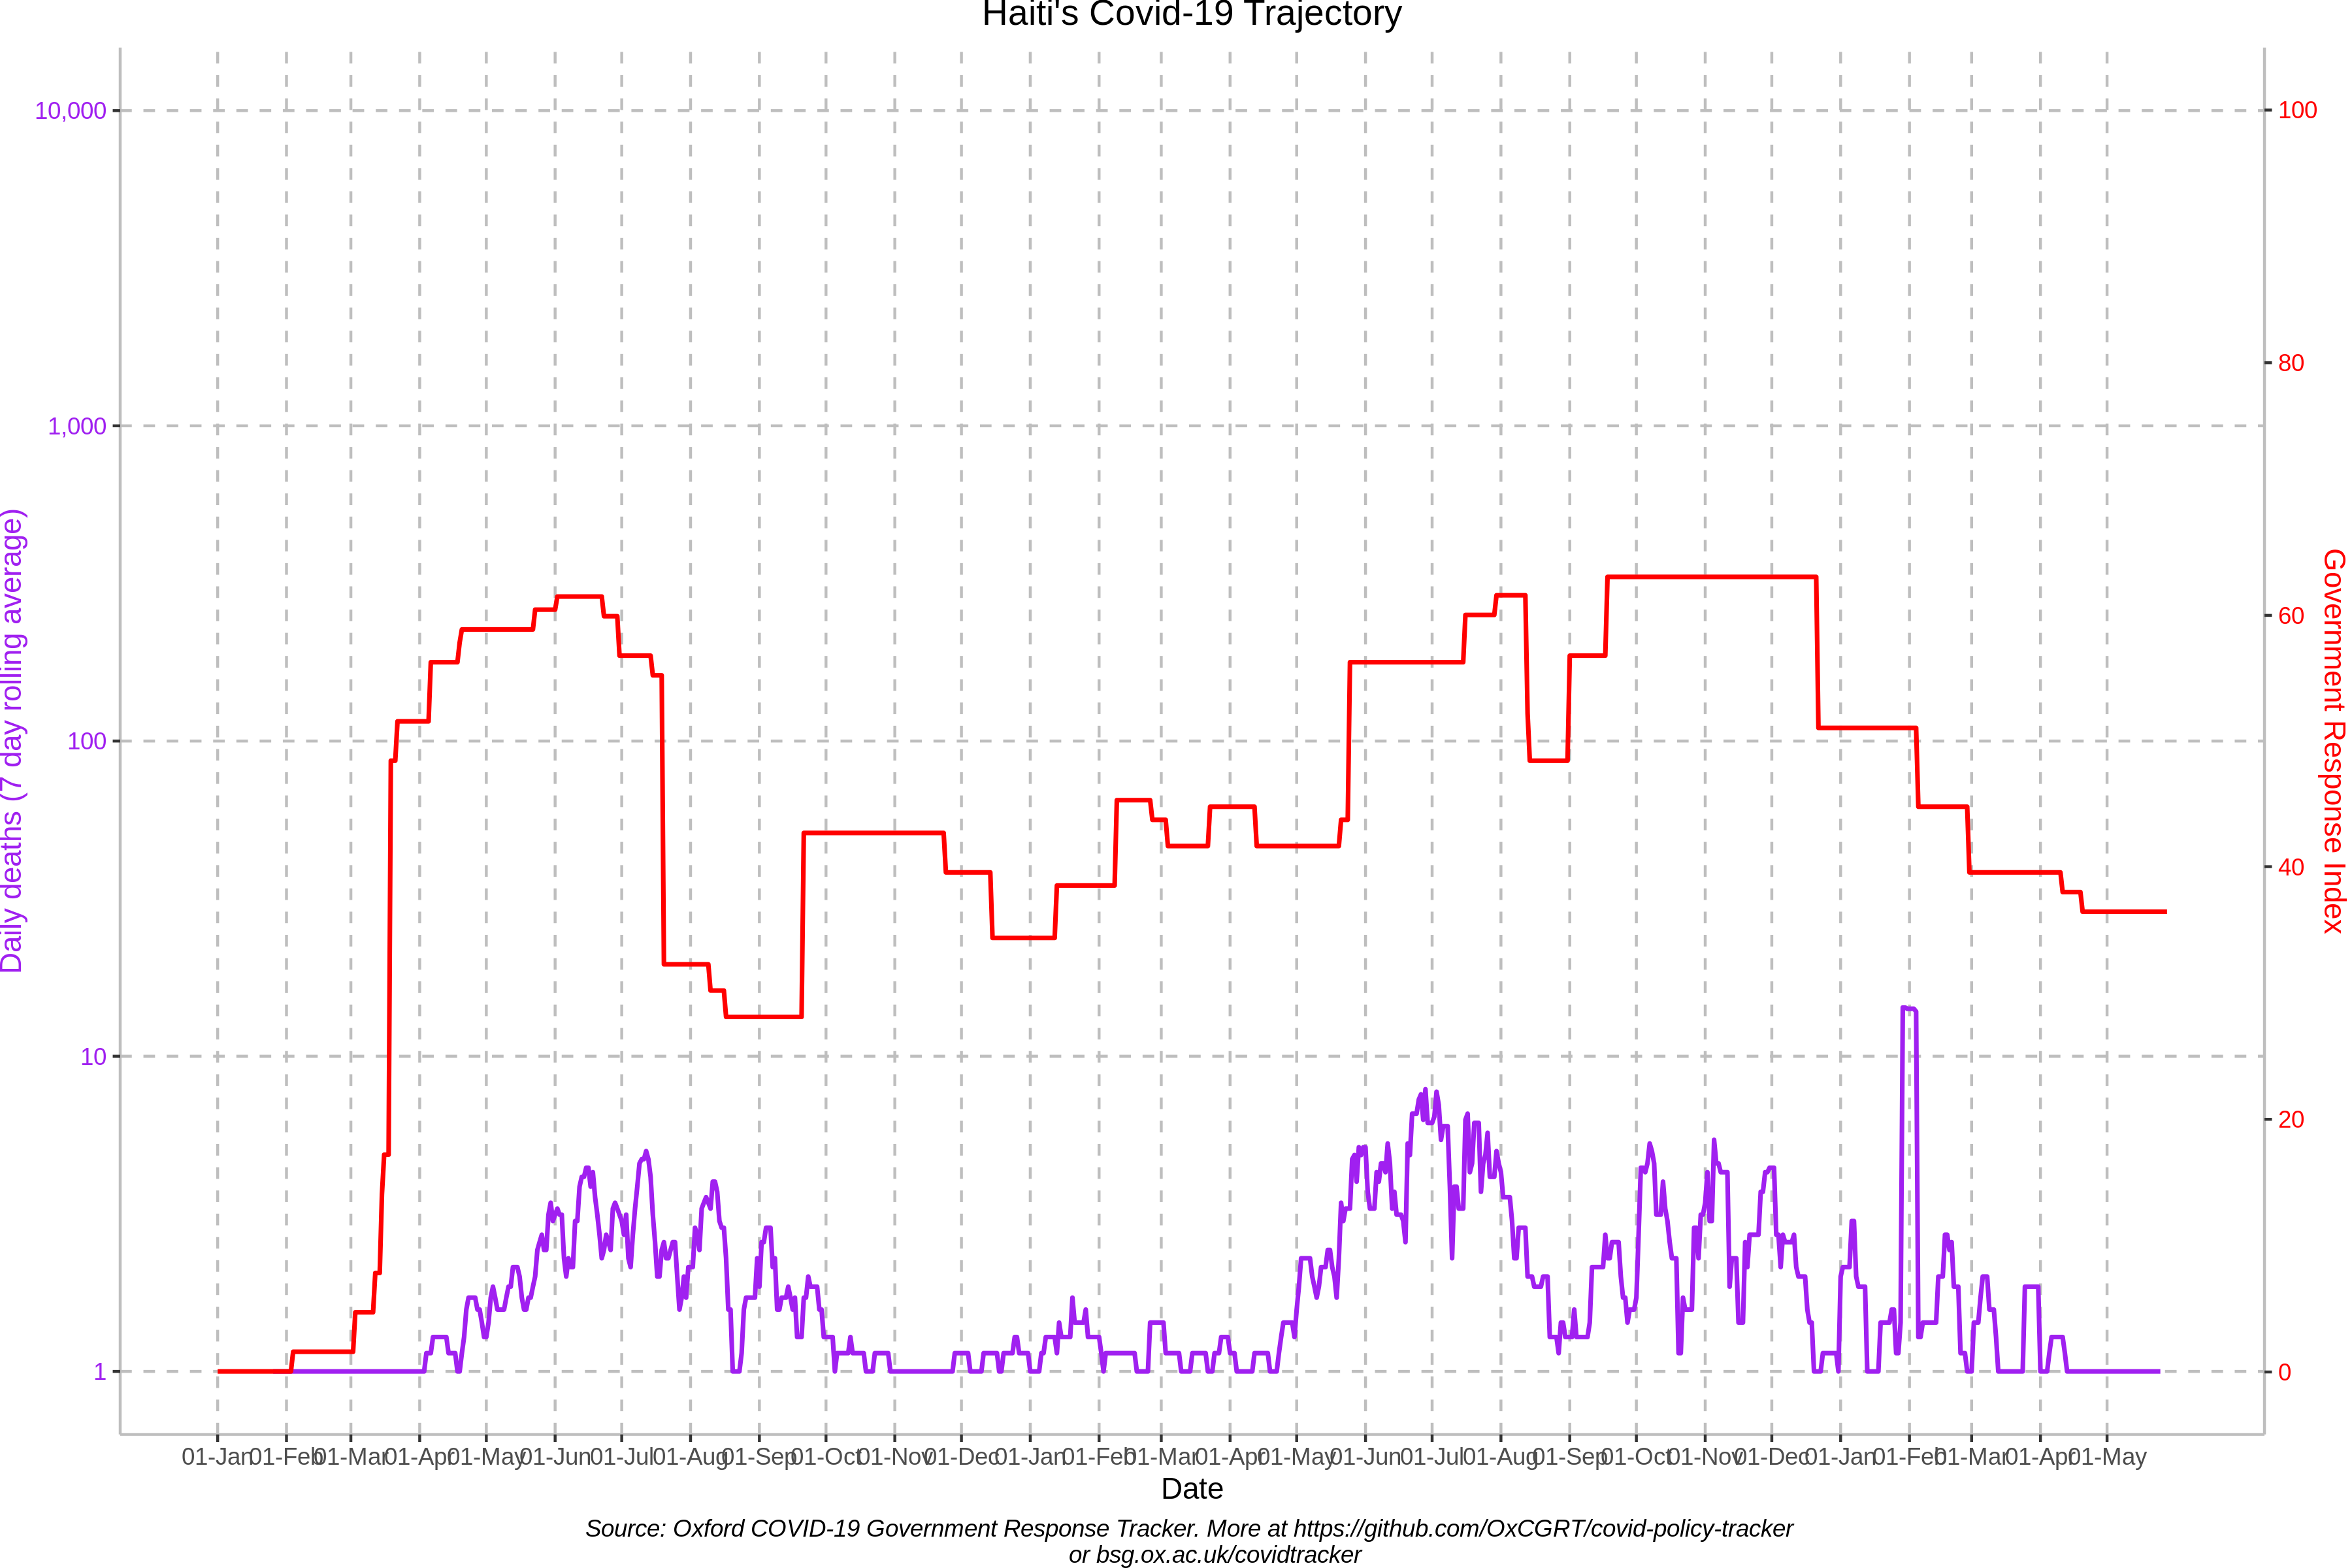 Haiti's Covid-19 Trajectory
10,000
1,000
100
10
1
Daily deaths (7 day rolling average)
100
80
60
40
20
0
Government Response Index
01-Jan 01-Feb 01-Mar 01-Apr 01-May 01-Jun 01-Jul 01-Aug 01-Sep 01-Oct 01-Nov 01-Dec 01-Jan 01-Feb 01-Mar 01-Apr 01-May 01-Jun 01-Jul 01-Aug 01-Sep 01-Oct 01-Nov 01-Dec 01-Jan 01-Feb 01-Mar 01-Apr 01-May
Date
Source: Oxford COVID-19 Government Response Tracker. More at https://github.com/OxCGRT/covid-policy-tracker
or bsg.ox.ac.uk/covidtracker